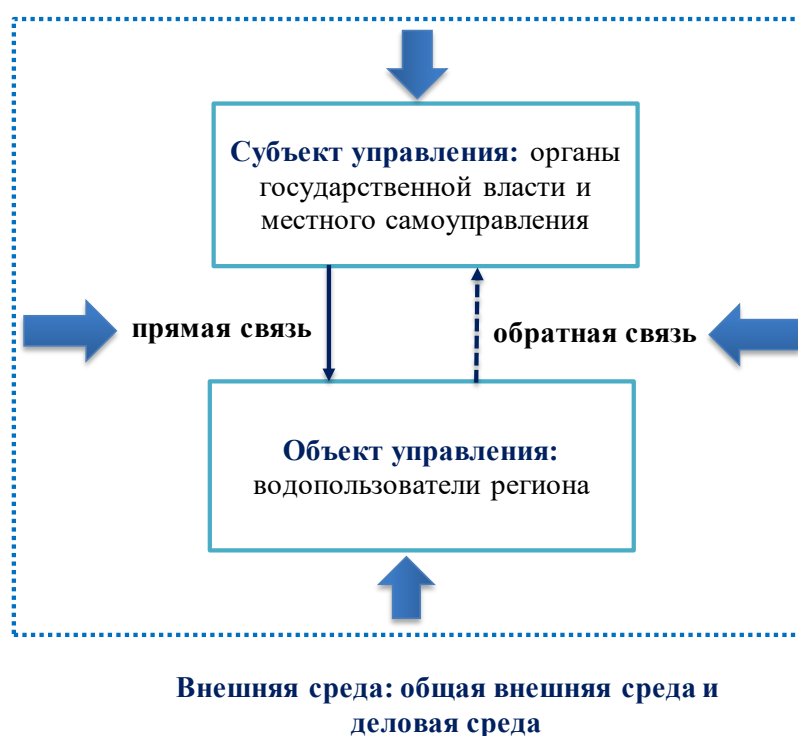 Субъект управления: органы
государственной власти и
местного самоуправления
прямая связь
обратная связь
Объект управления:
водопользователи региона
Внешняя среда: общая внешняя среда и
деловая среда